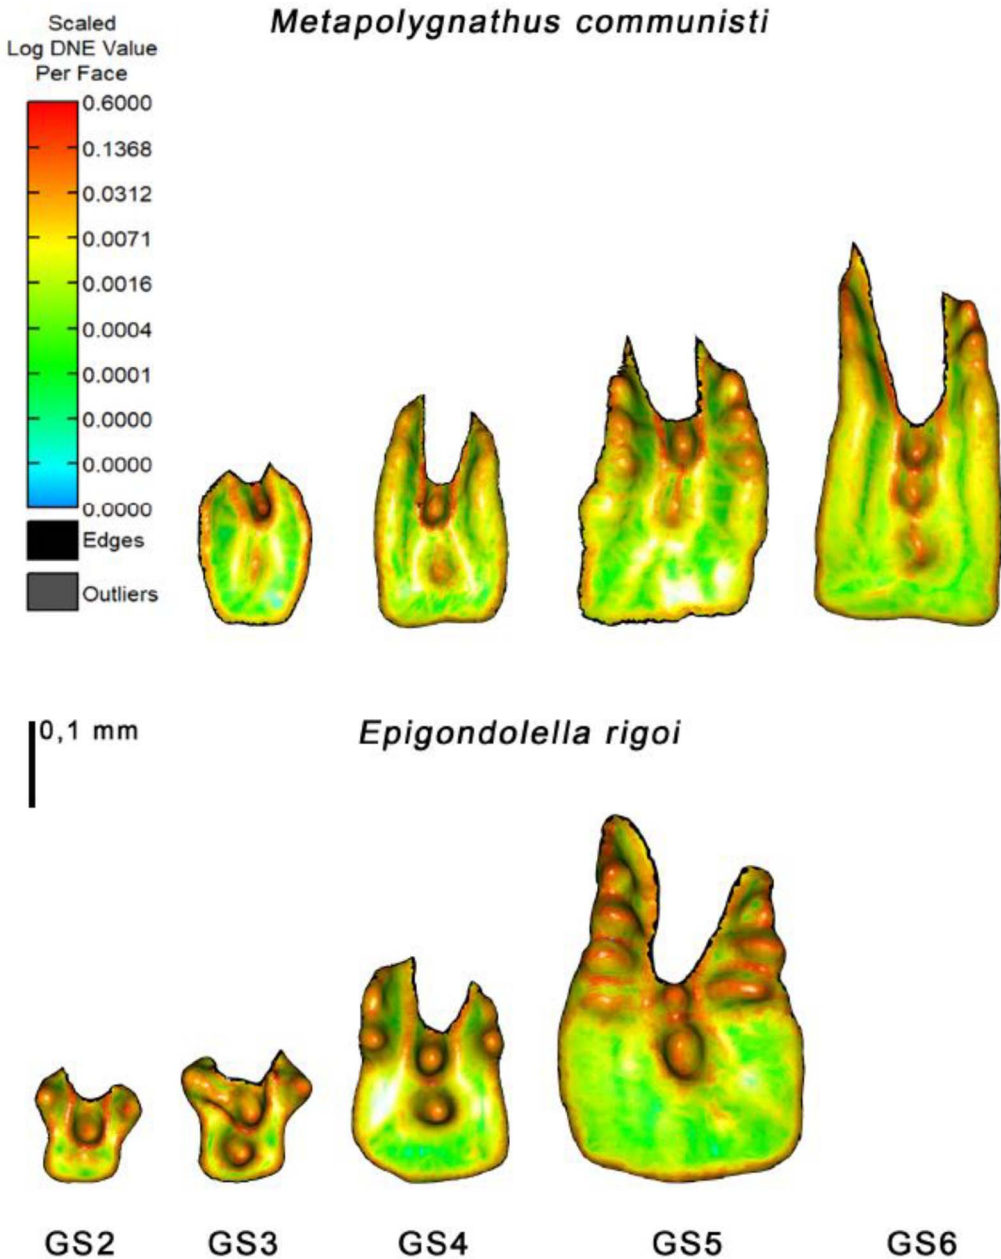 Metapolygnathus communisti
Scaled
Log DNE Value
Per Face
0.6000
0.1368
0.0312
0.0071
0.0016
0.0004
0.0001
0.0000
0.0000
0.0000
Edges
Outliers
0,1 mm
Epigondolella rigoi
GS2 GS3 GS4 GS5 GS6